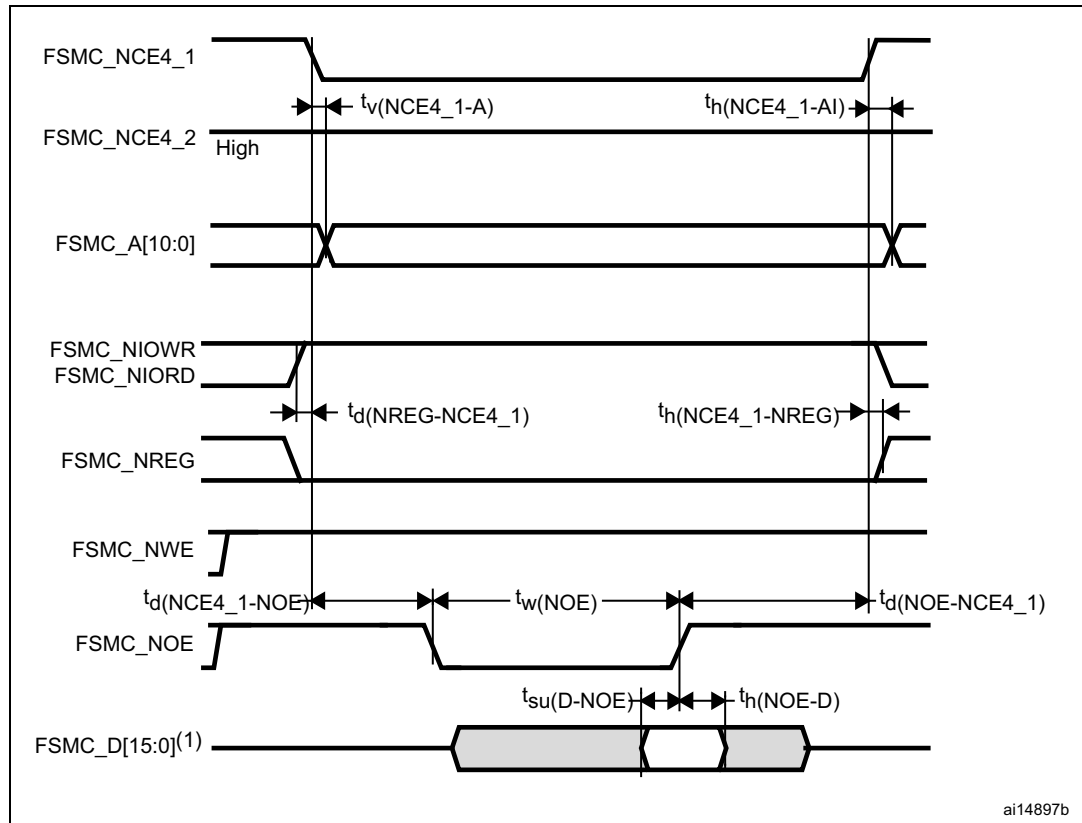 FSMC_NCE4_1
tv(NCE4_1-A)
th(NCE4_1-AI)
FSMC_NCE4_2
High
FSMC_A[10:0]
FSMC_NIOWR
FSMC_NIORD
td(NREG-NCE4_1)
th(NCE4_1-NREG)
FSMC_NREG
FSMC_NWE
td(NCE4_1-NOE)
tw(NOE)
td(NOE-NCE4_1)
FSMC_NOE
tsu(D-NOE)
th(NOE-D)
FSMC_D[15:0](1)
ai14897b